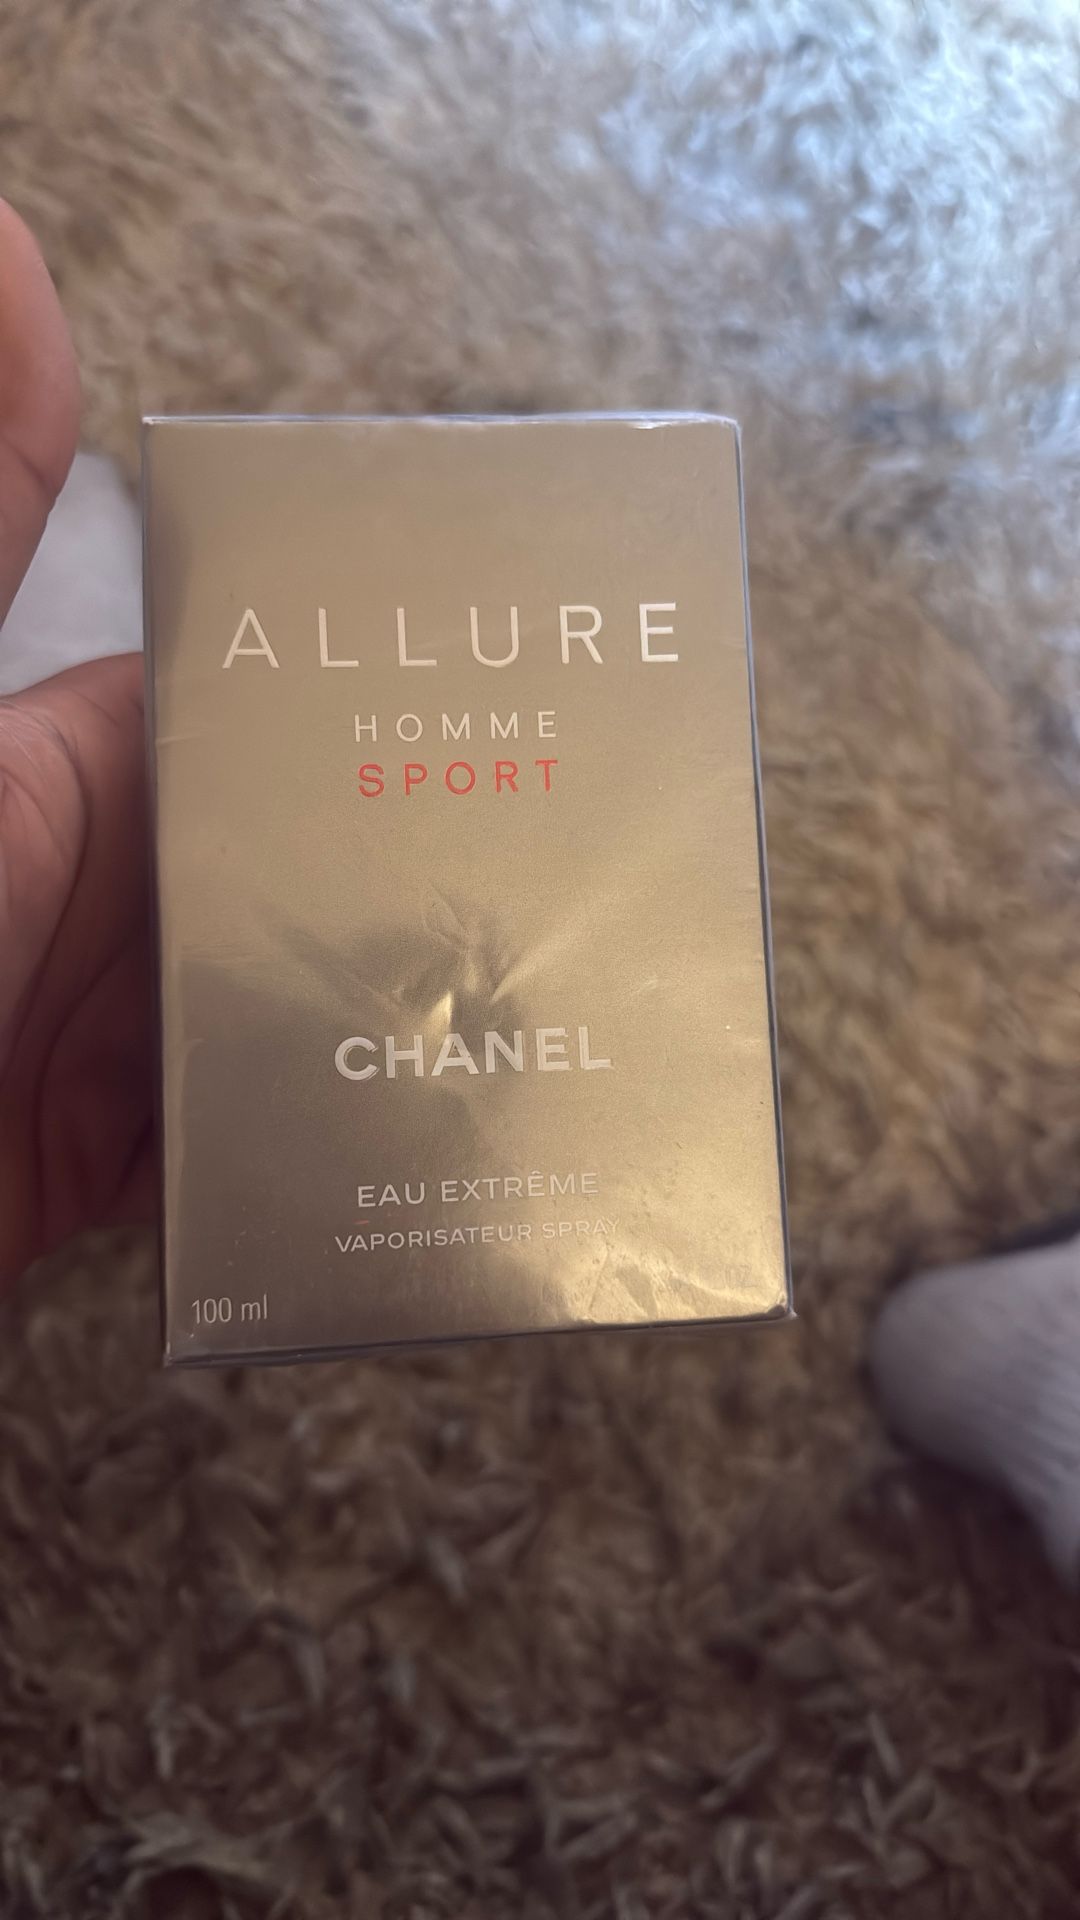 ALLURE
HOMME
SPORT
CHANEL
EAU EXTRÊME
VAPORISATEUR SPRAY
100 ml